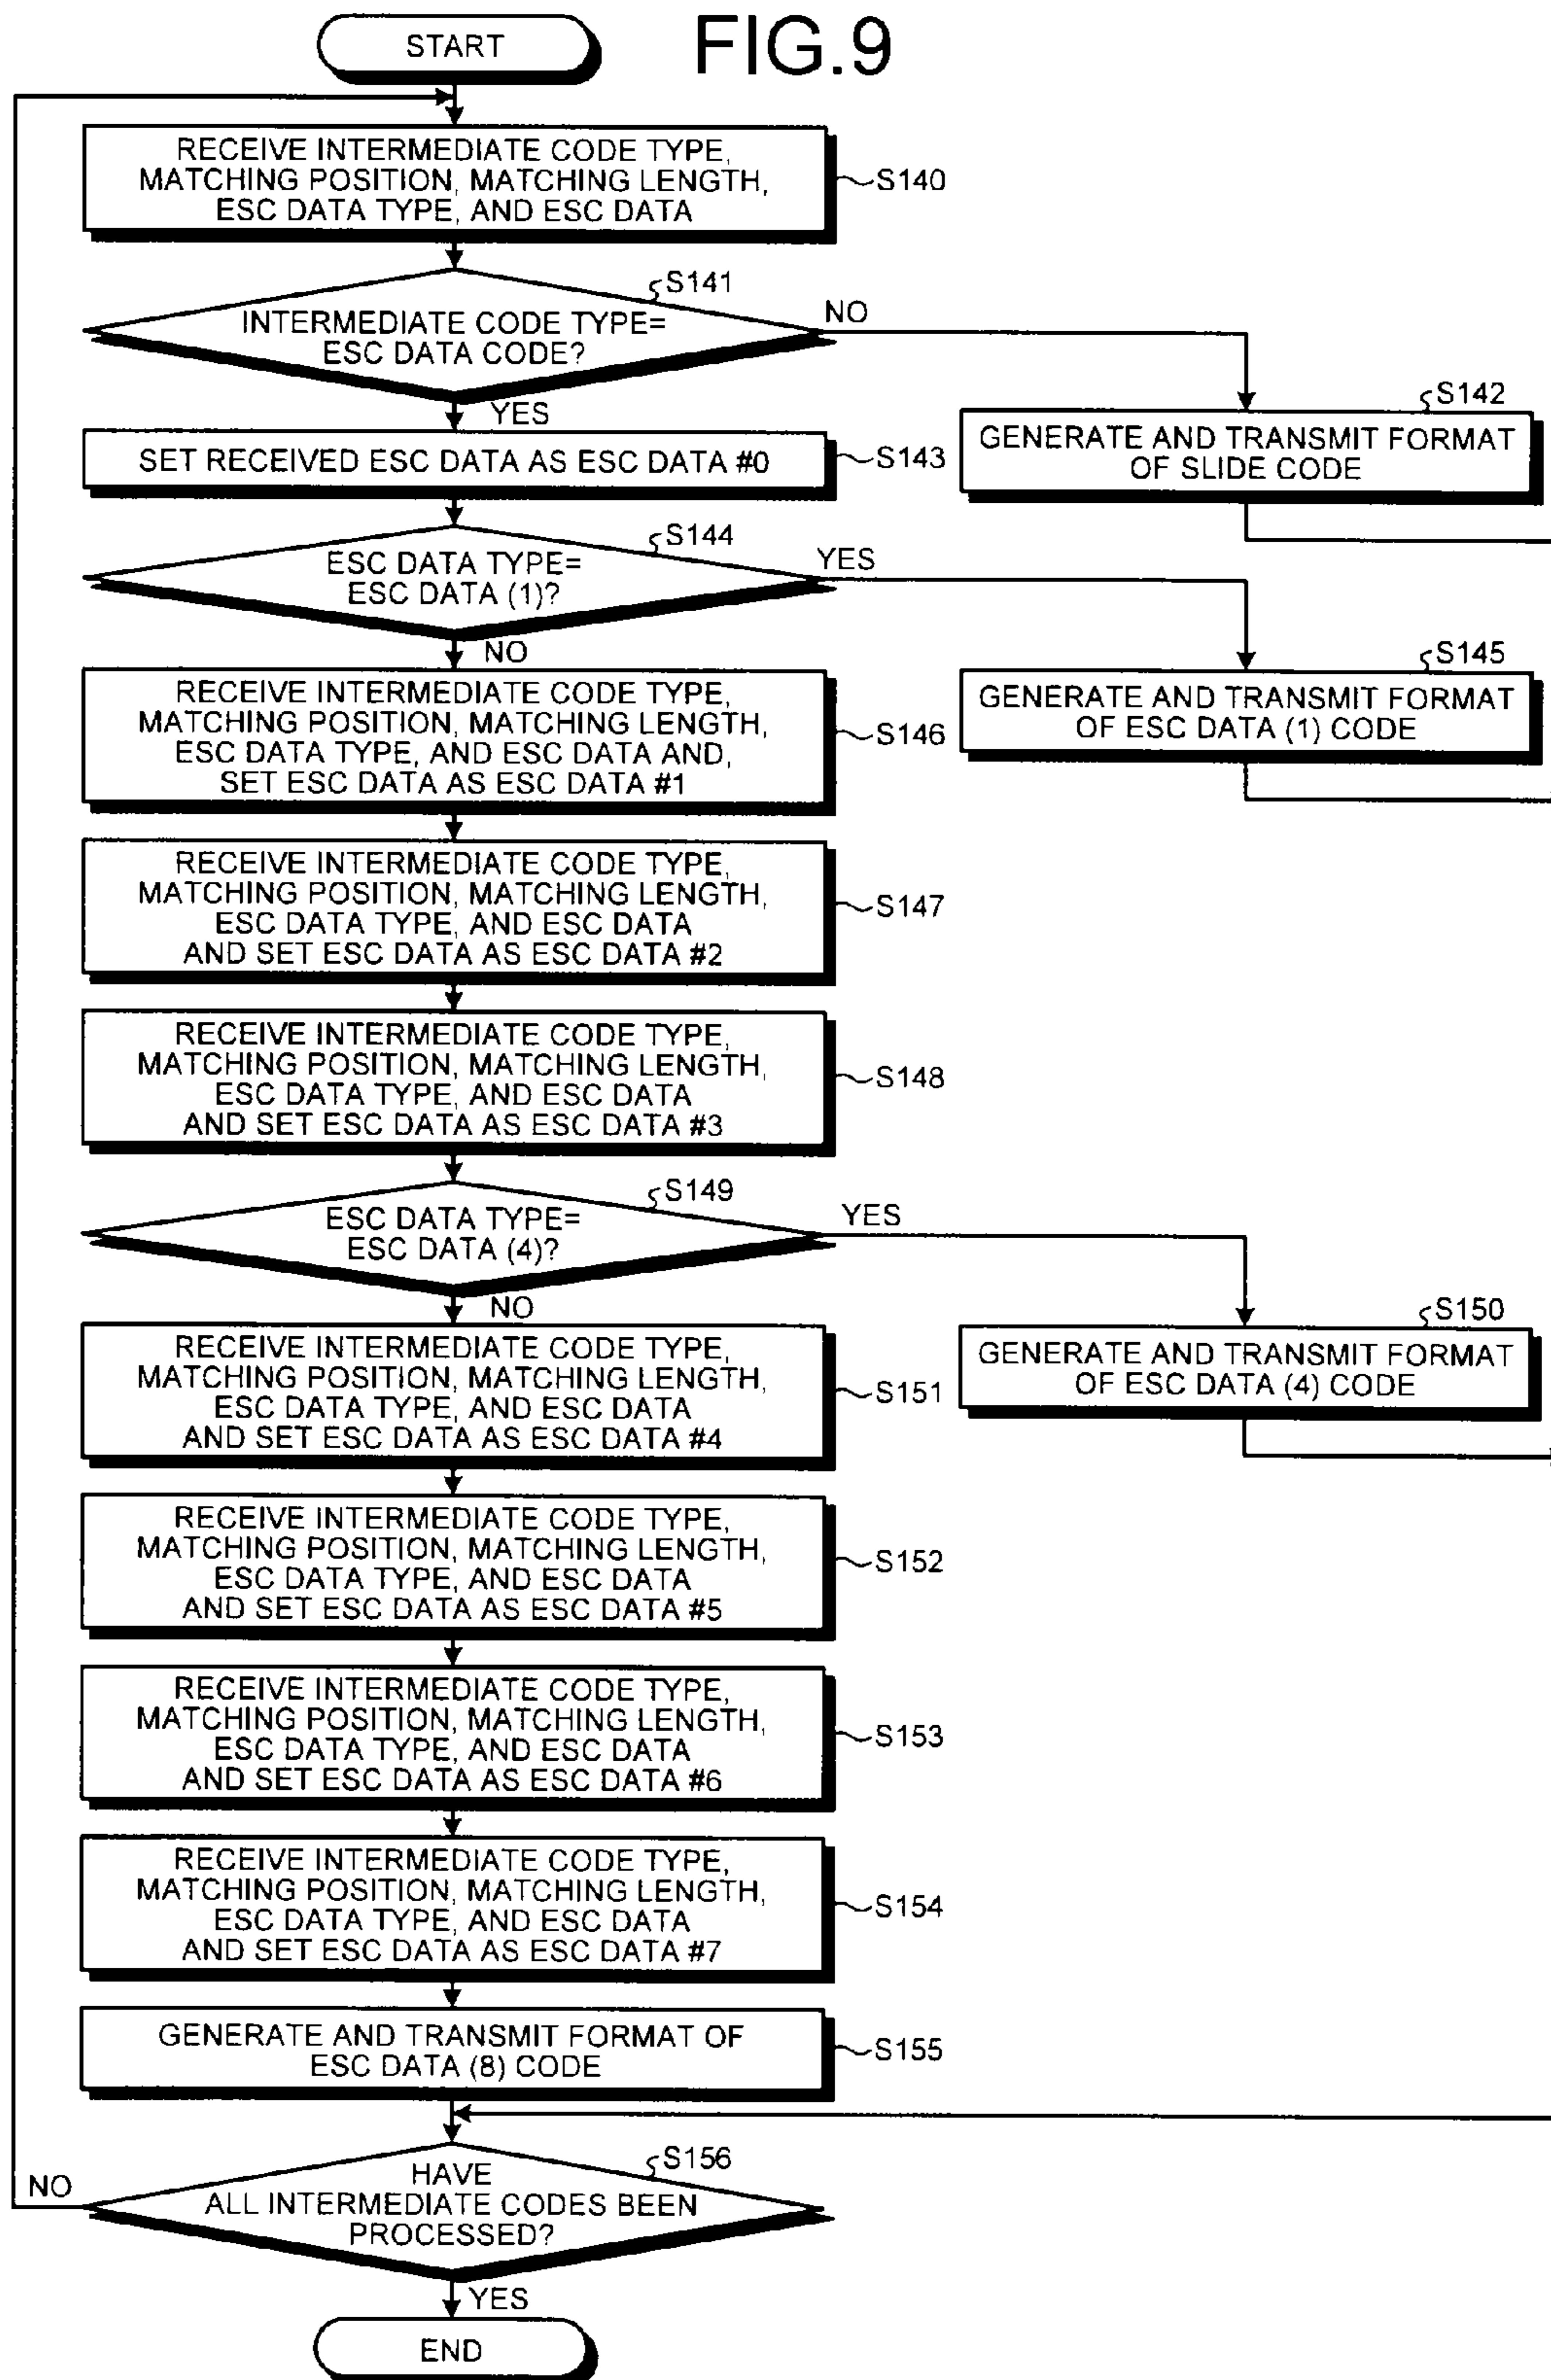 FIG.9
START
RECEIVE INTERMEDIATE CODE TYPE,
MATCHING POSITION, MATCHING LENGTH,
ESC DATA TYPE, AND ESC DATA
S140
S141
INTERMEDIATE CODE TYPE=
ESC DATA CODE?
NO
YES
S142
GENERATE AND TRANSMIT FORMAT
OF SLIDE CODE
SET RECEIVED ESC DATA AS ESC DATA #0
S143
S144
ESC DATA TYPE=
ESC DATA (1)?
YES
NO
S145
GENERATE AND TRANSMIT FORMAT
OF ESC DATA (1) CODE
RECEIVE INTERMEDIATE CODE TYPE,
MATCHING POSITION, MATCHING LENGTH,
ESC DATA TYPE, AND ESC DATA AND,
SET ESC DATA AS ESC DATA #1
S146
RECEIVE INTERMEDIATE CODE TYPE,
MATCHING POSITION, MATCHING LENGTH,
ESC DATA TYPE, AND ESC DATA
AND SET ESC DATA AS ESC DATA #2
S147
RECEIVE INTERMEDIATE CODE TYPE,
MATCHING POSITION, MATCHING LENGTH,
ESC DATA TYPE, AND ESC DATA
AND SET ESC DATA AS ESC DATA #3
S148
S149
ESC DATA TYPE=
ESC DATA (4)?
YES
NO
S150
GENERATE AND TRANSMIT FORMAT
OF ESC DATA (4) CODE
RECEIVE INTERMEDIATE CODE TYPE,
MATCHING POSITION, MATCHING LENGTH,
ESC DATA TYPE, AND ESC DATA
AND SET ESC DATA AS ESC DATA #4
S151
RECEIVE INTERMEDIATE CODE TYPE,
MATCHING POSITION, MATCHING LENGTH,
ESC DATA TYPE, AND ESC DATA
AND SET ESC DATA AS ESC DATA #5
S152
RECEIVE INTERMEDIATE CODE TYPE,
MATCHING POSITION, MATCHING LENGTH,
ESC DATA TYPE, AND ESC DATA
AND SET ESC DATA AS ESC DATA #6
S153
RECEIVE INTERMEDIATE CODE TYPE,
MATCHING POSITION, MATCHING LENGTH,
ESC DATA TYPE, AND ESC DATA
AND SET ESC DATA AS ESC DATA #7
S154
GENERATE AND TRANSMIT FORMAT OF
ESC DATA (8) CODE
S155
S156
NO
HAVE
ALL INTERMEDIATE CODES BEEN
PROCESSED?
YES
END